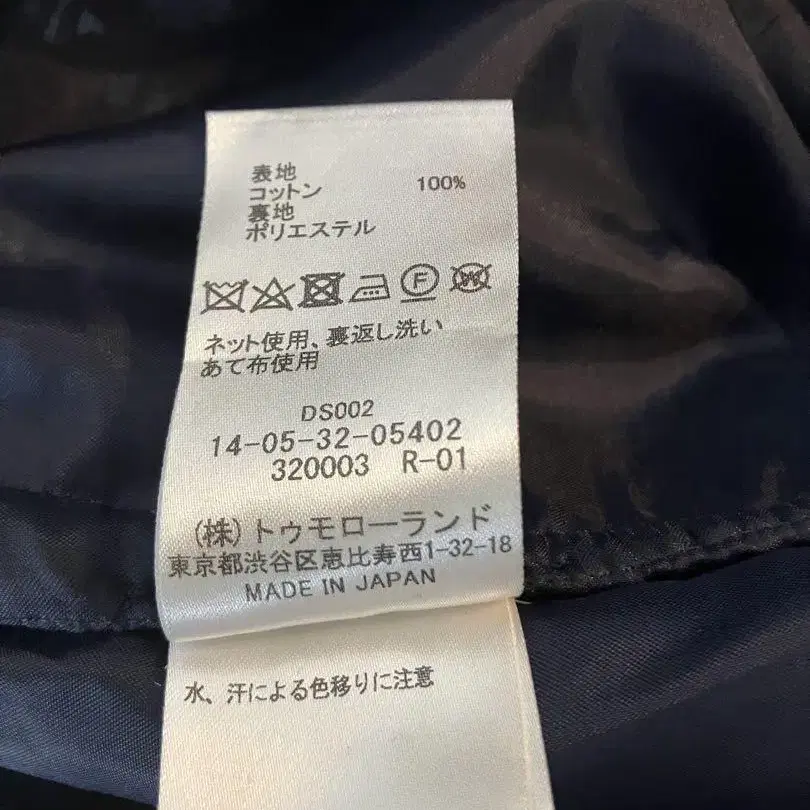 表地
コットン 100%
裏地
ポリエステル
F W
ネット使用、裏返し洗い
あて布使用
DS002
14-05-32-05402
320003 R-01
(株)トゥモローランド
東京都渋谷区恵比寿西1-32-18
MADE IN JAPAN
水、汗による色移りに注意